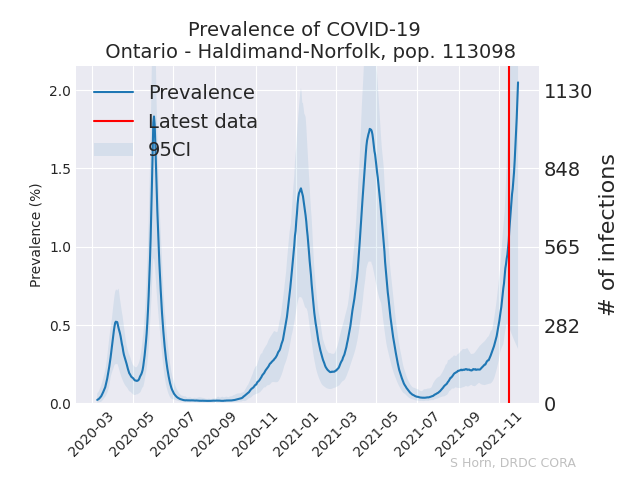 Prevalence of COVID-19
Ontario - Haldimand-Norfolk, pop. 113098
Prevalence
Latest data
95CI
Prevalence (%)
2.0
1.5
1.0
0.5
0.0
1130
848
565
282
0
# of infections
2020-03
2020-05
2020-07
2020-09
2020-11
2021-01
2021-03
2021-05
2021-07
2021-09
2021-11
S Horn, DRDC CORA